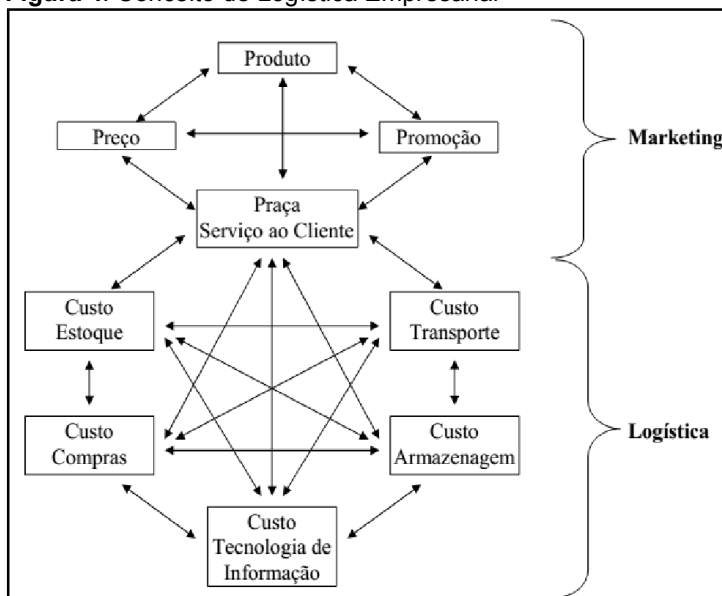 Figura 1. Conceito de Logística Empresarial
Produto
Preço
Promoção
Marketing
Praça
Serviço ao Cliente
Custo
Estoque
Custo
Transporte
Custo
Compras
Custo
Armazenagem
Logística
Custo
Tecnologia de
Informação